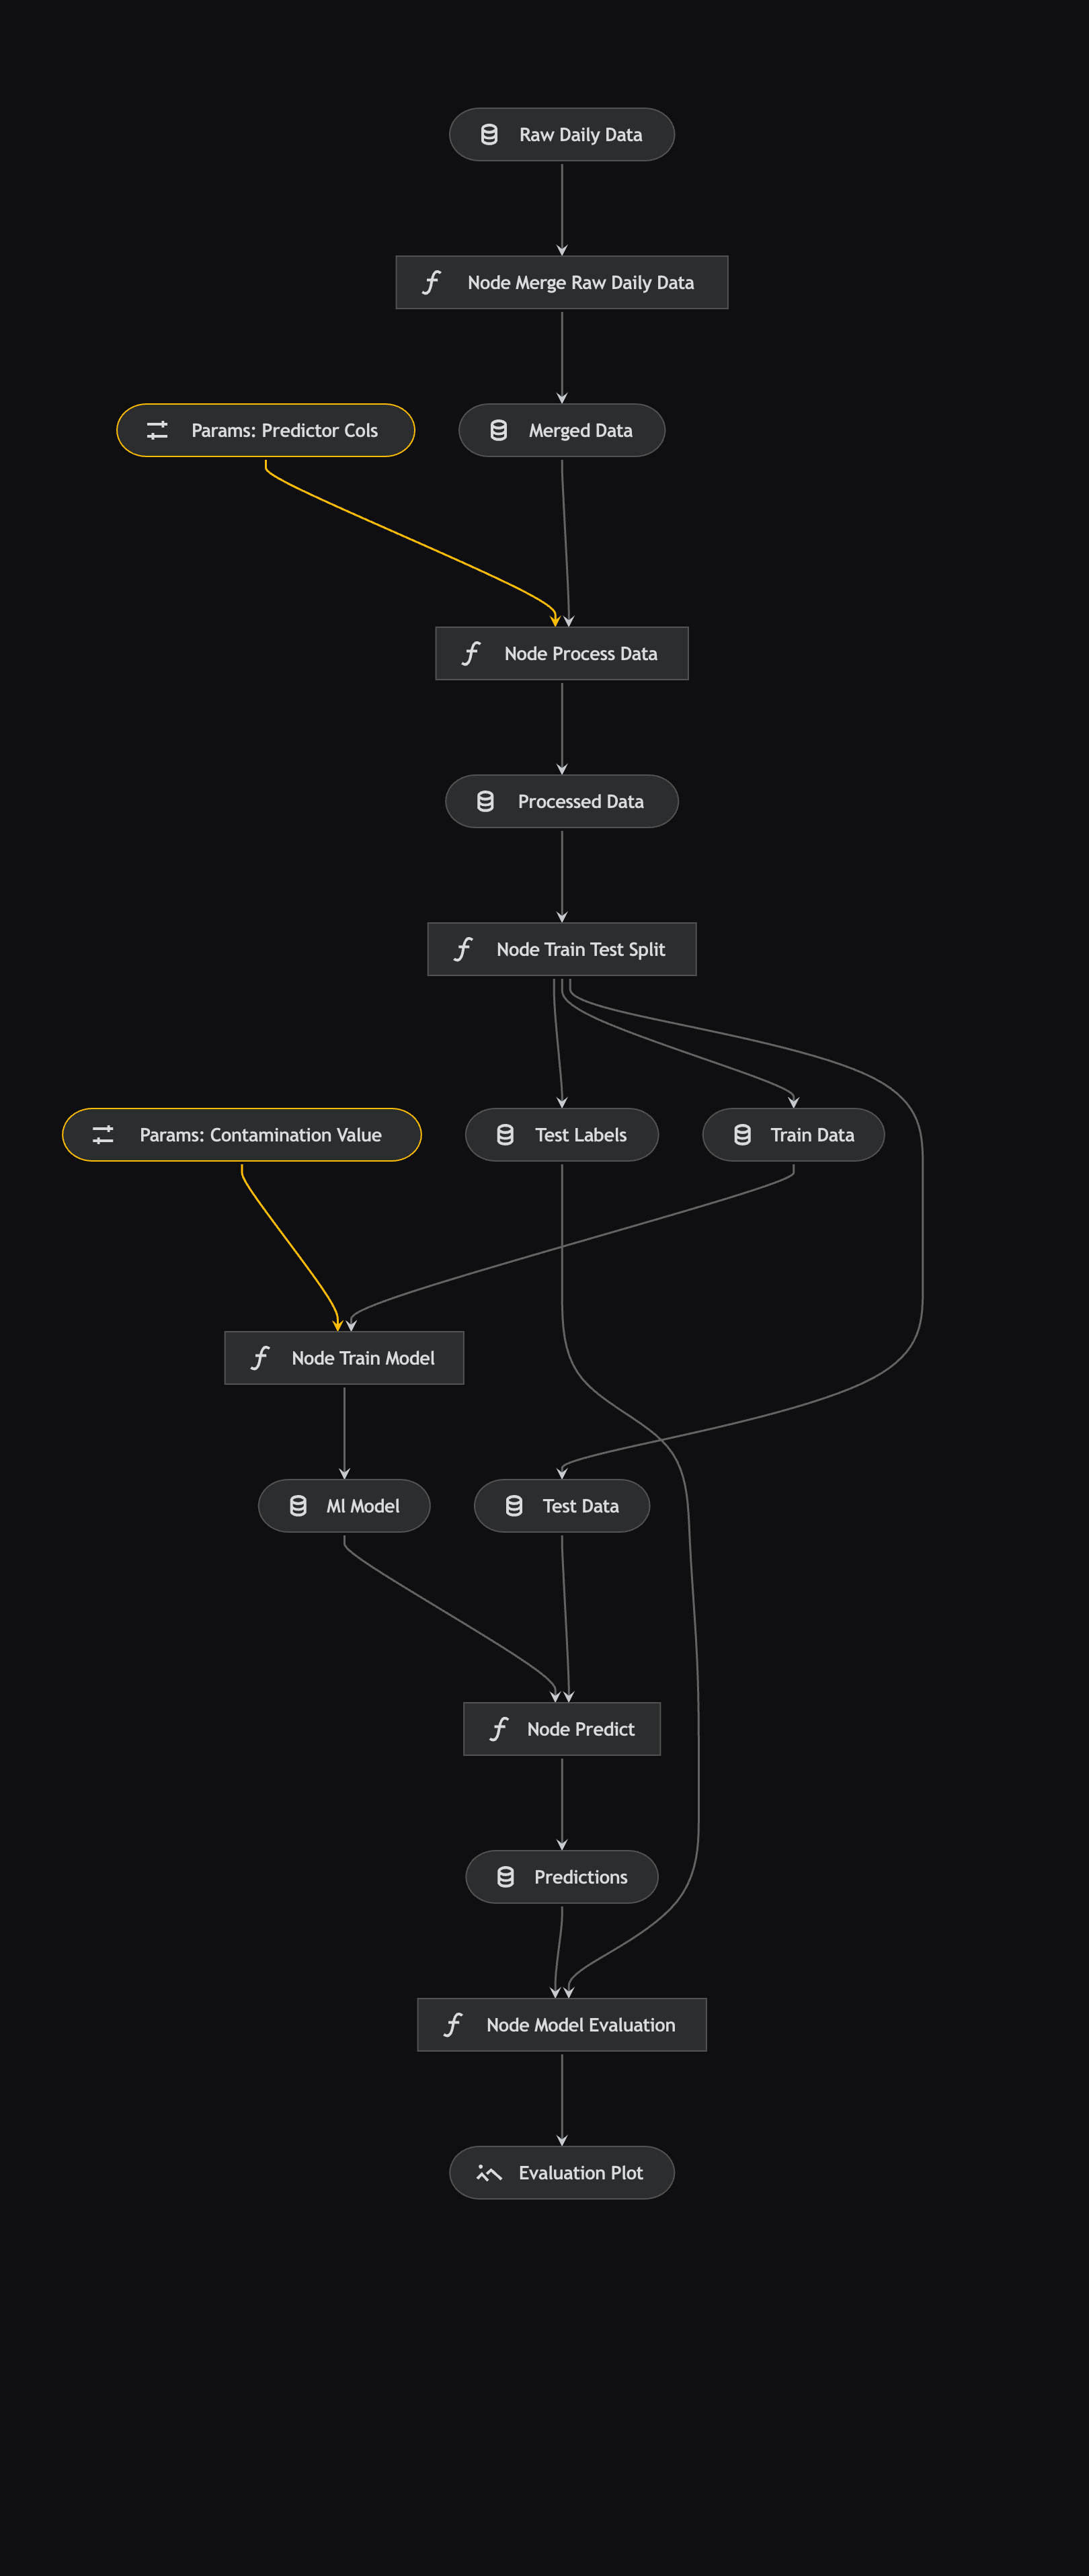 Raw Daily Data
Node Merge Raw Daily Data
Params: Predictor Cols
Merged Data
Node Process Data
Processed Data
Node Train Test Split
Params: Contamination Value
Test Labels
Train Data
Node Train Model
Ml Model
Test Data
Node Predict
Predictions
Node Model Evaluation
Evaluation Plot